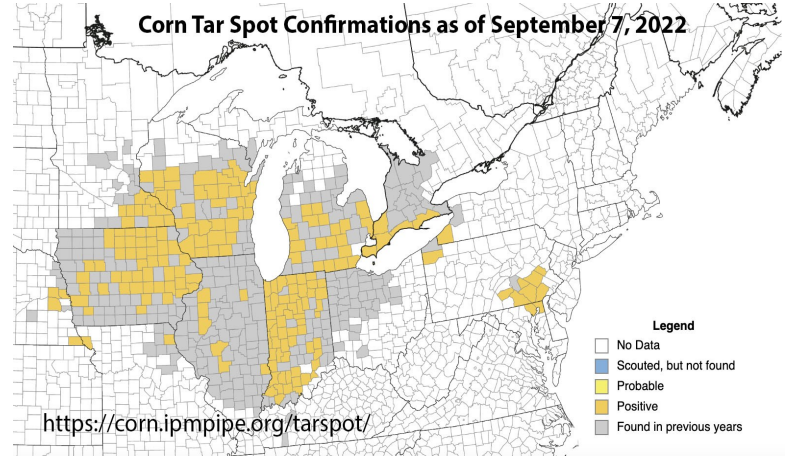 Corn Tar Spot Confirmations as of September 7, 2022
Legend
No Data
Scouted, but not found
Probable
Positive
Found in previous years
https://corn.ipmpipe.org/tarspot/